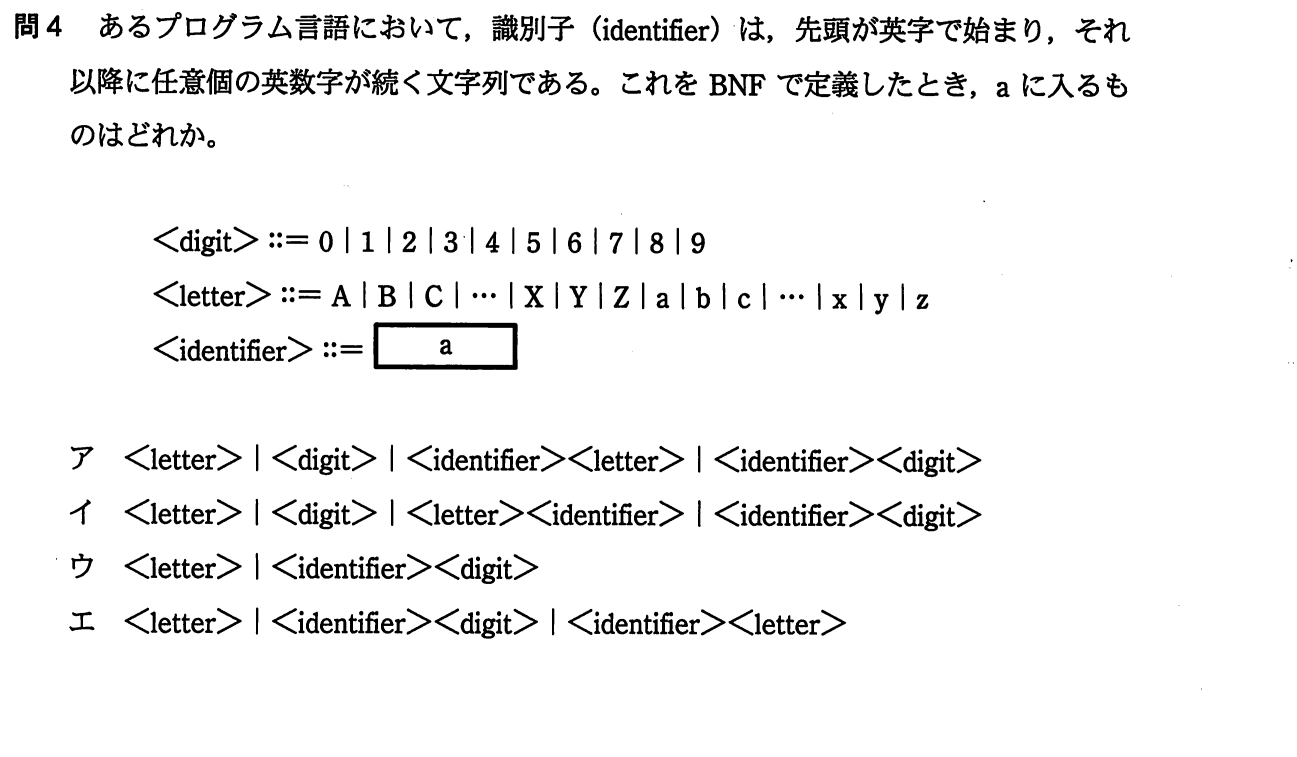 問4 あるプログラム言語において，識別子（identifier）は，先頭が英字で始まり，それ
以降に任意個の英数字が続く文字列である。これを BNF で定義したとき，a に入るも
のはどれか。
＜digit＞ ::= 0 | 1 | 2 | 3 | 4 | 5 | 6 | 7 | 8 | 9
＜letter＞ ::= A | B | C | … | X | Y | Z | a | b | c | … | x | y | z
＜identifier＞ ::= a
ア ＜letter＞ | ＜digit＞ | ＜identifier＞＜letter＞ | ＜identifier＞＜digit＞
イ ＜letter＞ | ＜digit＞ | ＜letter＞＜identifier＞ | ＜identifier＞＜digit＞
ウ ＜letter＞ | ＜identifier＞＜digit＞
エ ＜letter＞ | ＜identifier＞＜digit＞ | ＜identifier＞＜letter＞